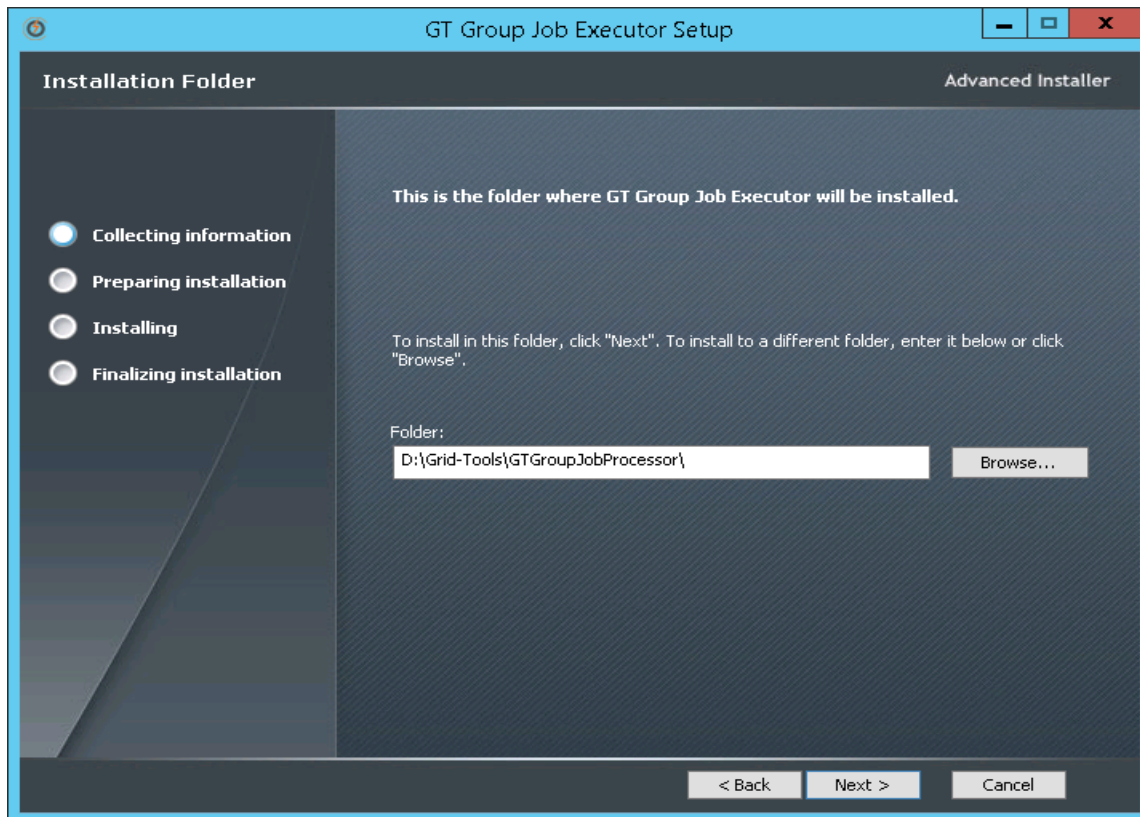 GT Group Job Executor Setup
Installation Folder
Advanced Installer
This is the folder where GT Group Job Executor will be installed.
Collecting information
Preparing installation
Installing
Finalizing installation
To install in this folder, click "Next". To install to a different folder, enter it below or click
"Browse".
Folder:
D:\Grid-Tools\GTGroupJobProcessor\
Browse...
< Back
Next >
Cancel